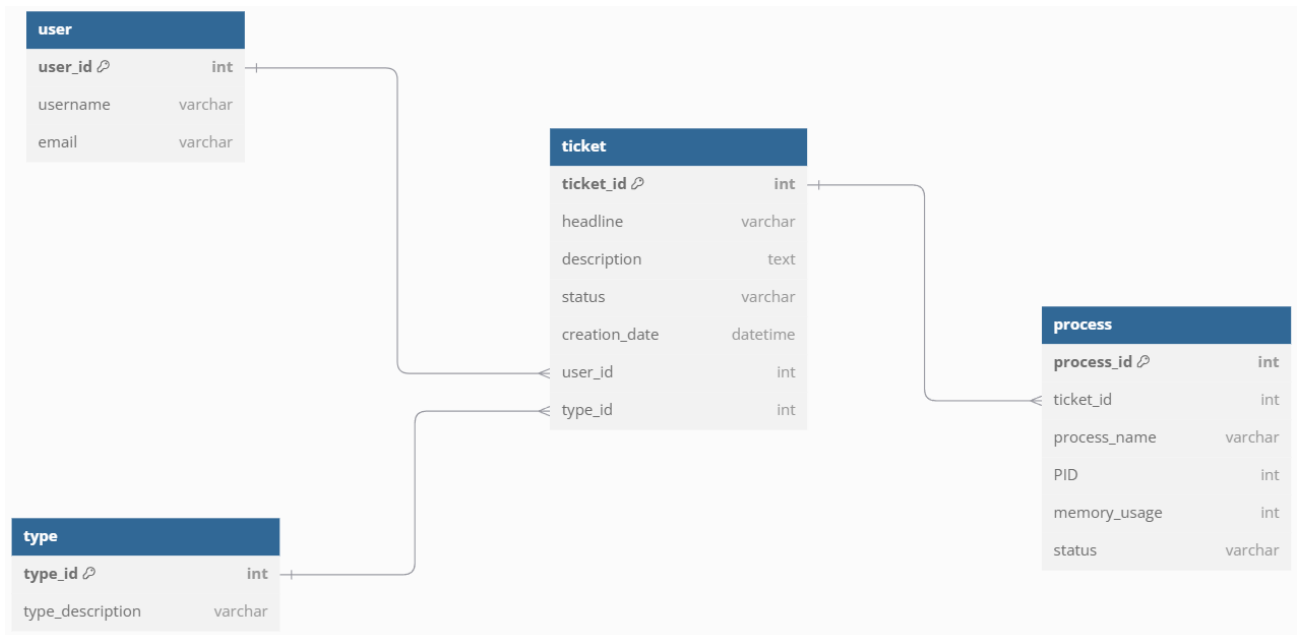 user
user_id int
username varchar
email varchar
ticket
ticket_id int
headline varchar
description text
status varchar
creation_date datetime
user_id int
type_id int
process
process_id int
ticket_id int
process_name varchar
PID int
memory_usage int
status varchar
type
type_id int
type_description varchar